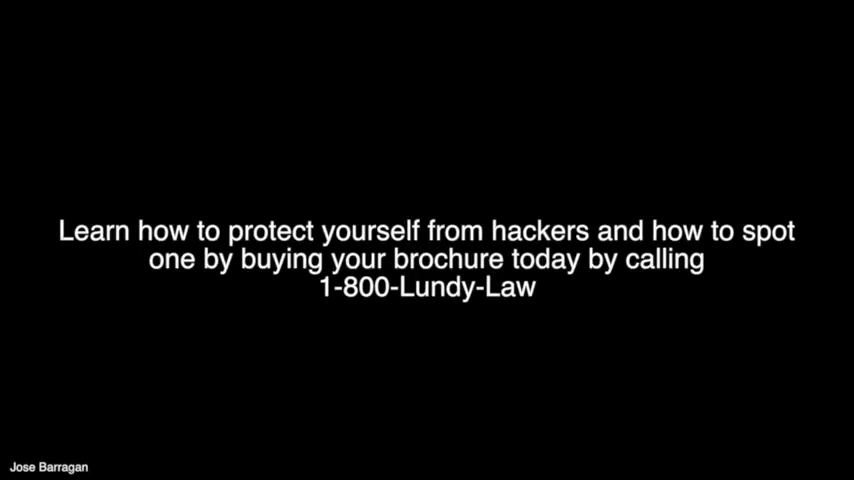 Learn how to protect yourself from hackers and how to spot
one by buying your brochure today by calling
1-800-Lundy-Law
Jose Barragan